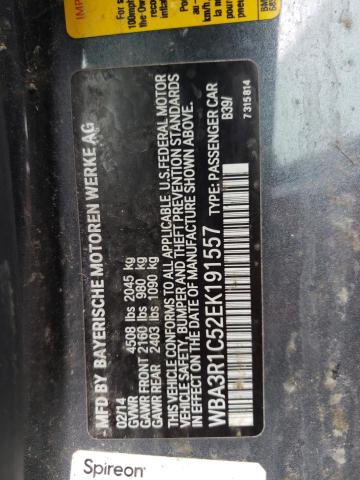 MFD BY BAYERISCHE MOTOREN WERKE AG
02/14
GVWR 4508 lbs 2045 kg
GAWR FRONT 2160 lbs 980 kg
GAWR REAR 2403 lbs 1090 kg
THIS VEHICLE CONFORMS TO ALL APPLICABLE U.S.FEDERAL MOTOR
VEHICLE SAFETY, BUMPER AND THEFT PREVENTION STANDARDS
IN EFFECT ON THE DATE OF MANUFACTURE SHOWN ABOVE.
WBA3R1C52EK191557 TYPE: PASSENGER CAR
B39/
7 315 814
Spireon